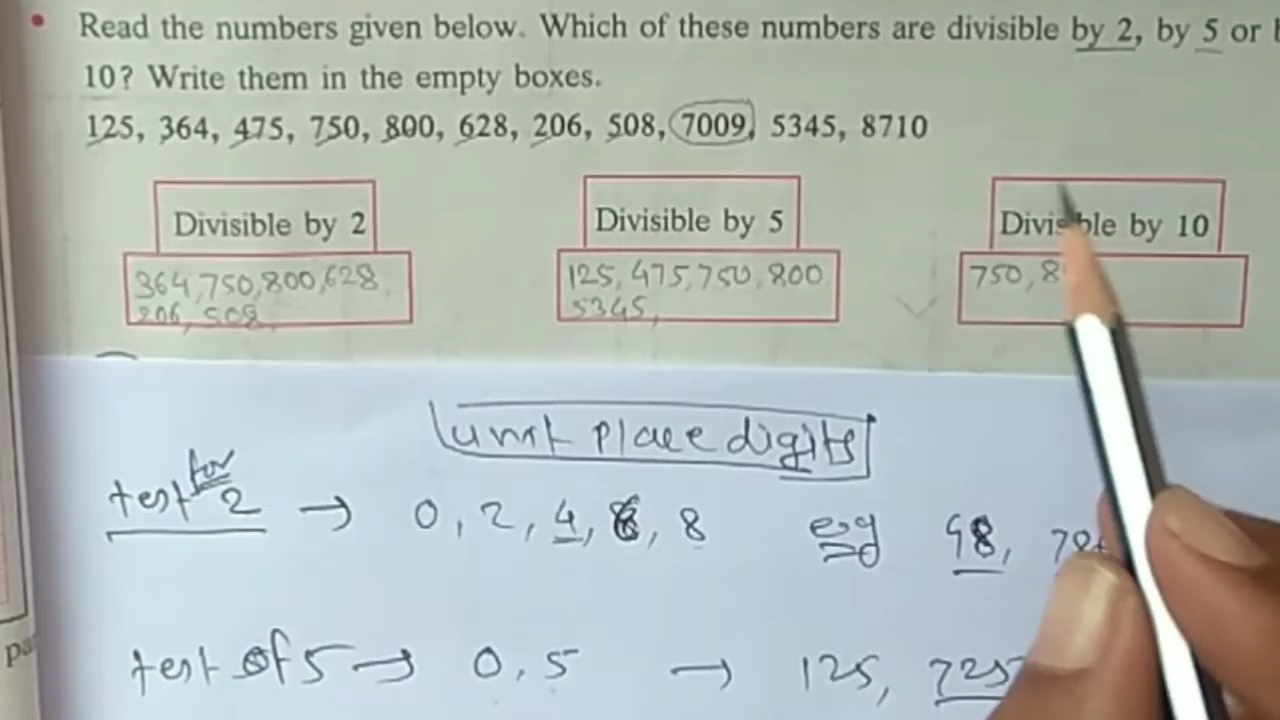 Read the numbers given below. Which of these numbers are divisible by 2, by 5 or
10? Write them in the empty boxes.
125, 364, 475, 750, 800, 628, 206, 508, 7009, 5345, 8710
Divisible by 2
Divisible by 5
Divisible by 10
364, 750, 800, 628,
206, 508,
125, 475, 750, 800
5345,
750, 8
unit place digits
test for 2 → 0, 2, 4, 6, 8 eg 98,
test of 5 → 0, 5 → 125, 725